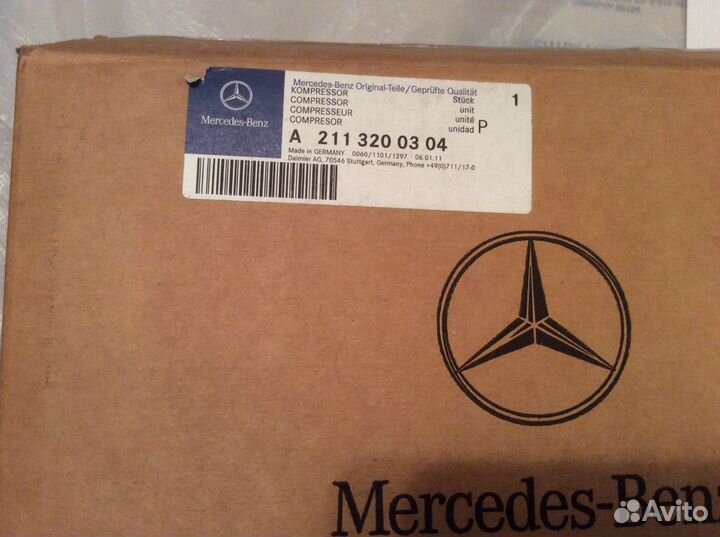 Mercedes-Benz Original-Teile/Geprüfte Qualität
KOMPRESSOR Stück 1
COMPRESSOR unit
COMPRESSEUR unité
COMPRESOR unidad P
Mercedes-Benz
A 211 320 03 04
Made in GERMANY 0060/1101/1297 06.01.11
Daimler AG, 70546 Stuttgart, Germany, Phone +49(0)711/17-0
Mercedes-Benz
Avito